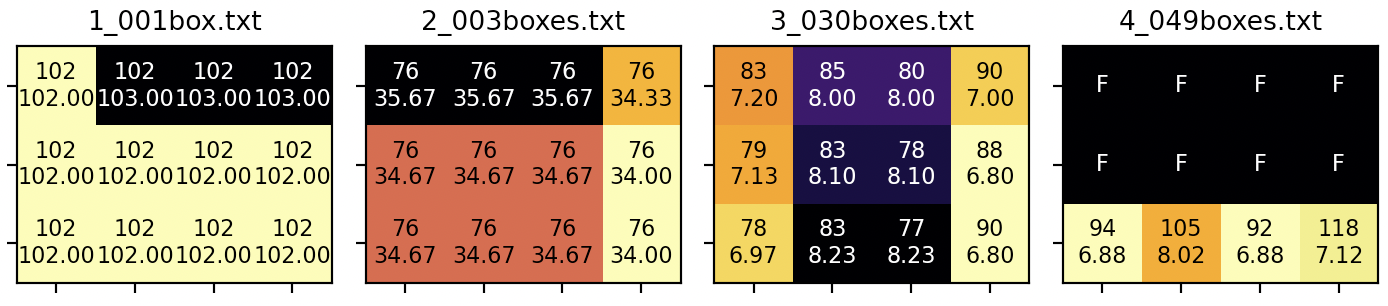 1_001box.txt
102 102 102 102
102.00 103.00 103.00 103.00
102 102 102 102
102.00 102.00 102.00 102.00
102 102 102 102
102.00 102.00 102.00 102.00
2_003boxes.txt
76 76 76 76
35.67 35.67 35.67 34.33
76 76 76 76
34.67 34.67 34.67 34.00
76 76 76 76
34.67 34.67 34.67 34.00
3_030boxes.txt
83 85 80 90
7.20 8.00 8.00 7.00
79 83 78 88
7.13 8.10 8.10 6.80
78 83 77 90
6.97 8.23 8.23 6.80
4_049boxes.txt
F F F F
F F F F
94 105 92 118
6.88 8.02 6.88 7.12